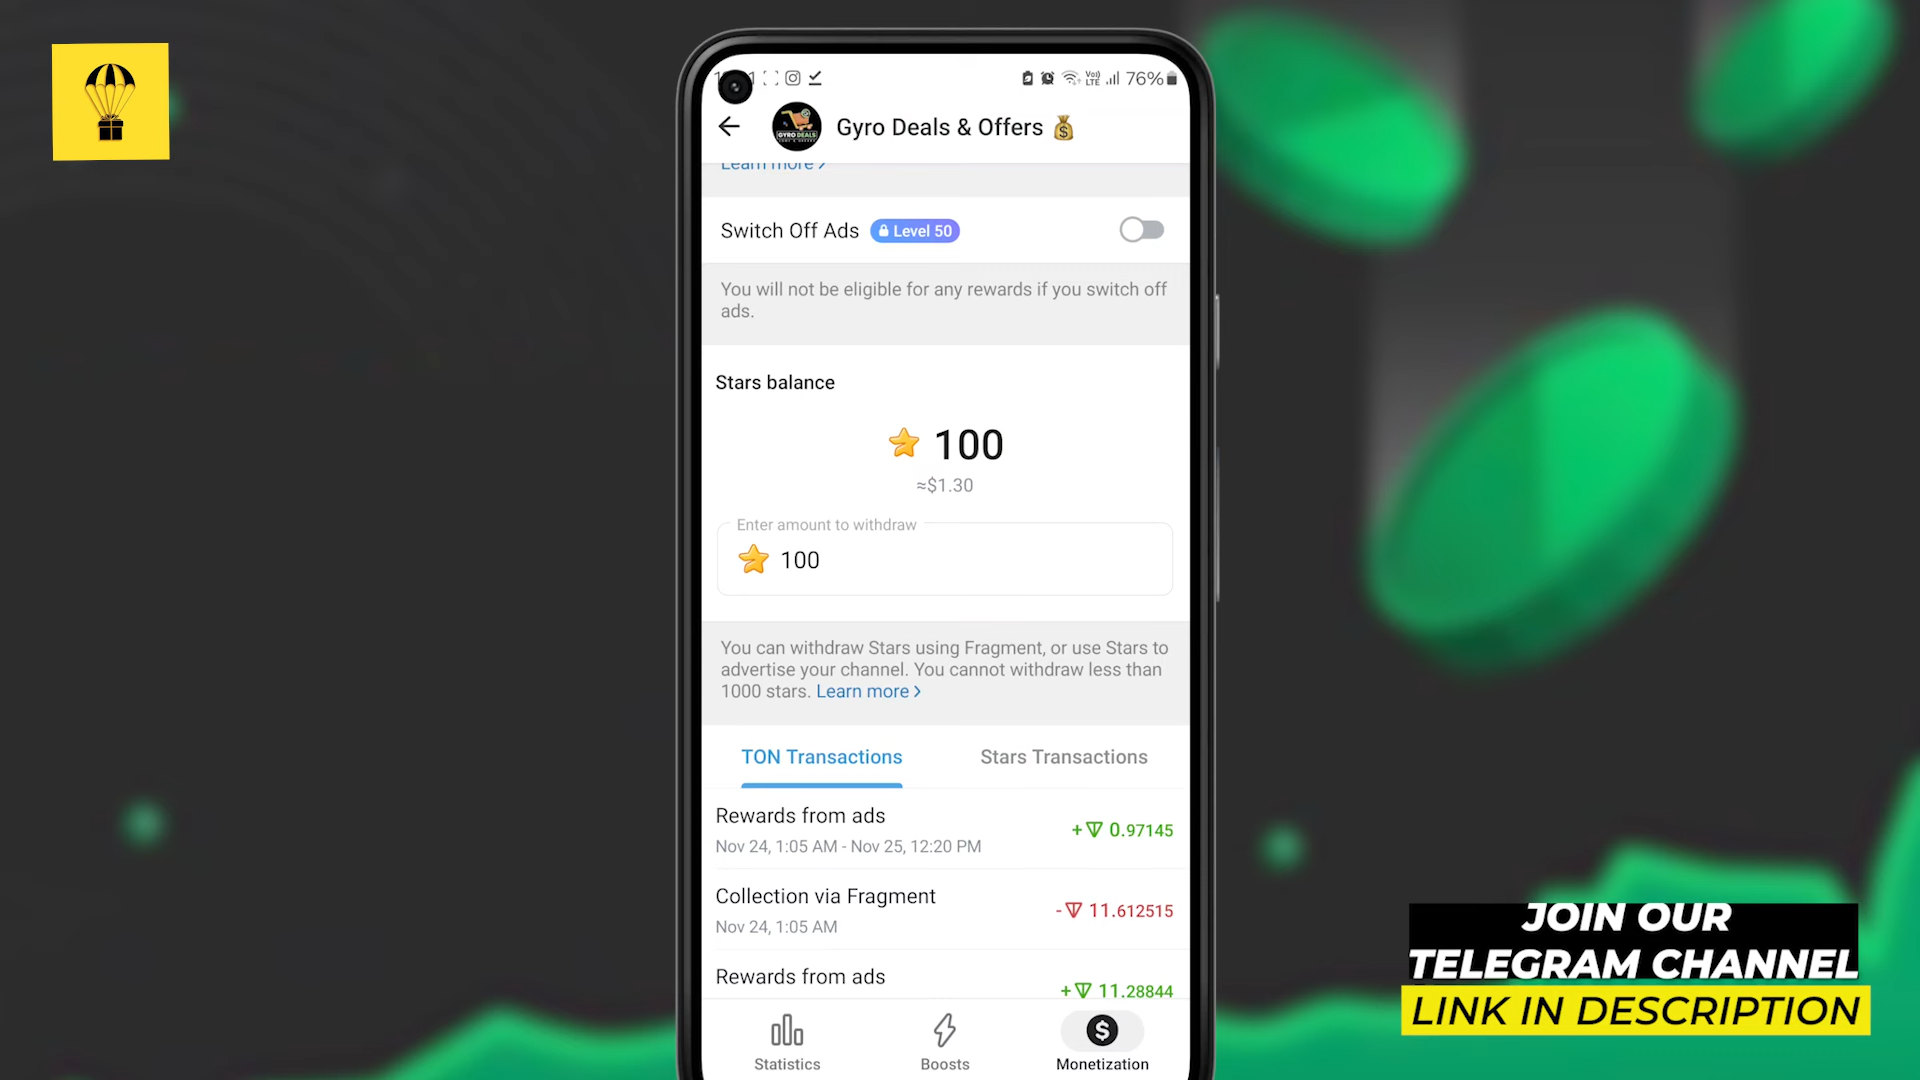 76%
Gyro Deals & Offers
GYRO DEALS
Learn more >
Switch Off Ads Level 50
You will not be eligible for any rewards if you switch off
ads.
Stars balance
100
≈$1.30
Enter amount to withdraw
100
You can withdraw Stars using Fragment, or use Stars to
advertise your channel. You cannot withdraw less than
1000 stars. Learn more >
TON Transactions Stars Transactions
Rewards from ads
+ 0.97145
Nov 24, 1:05 AM - Nov 25, 12:20 PM
Collection via Fragment
- 11.612515
Nov 24, 1:05 AM
Rewards from ads
+ 11.28844
Statistics Boosts Monetization
JOIN OUR
TELEGRAM CHANNEL
LINK IN DESCRIPTION